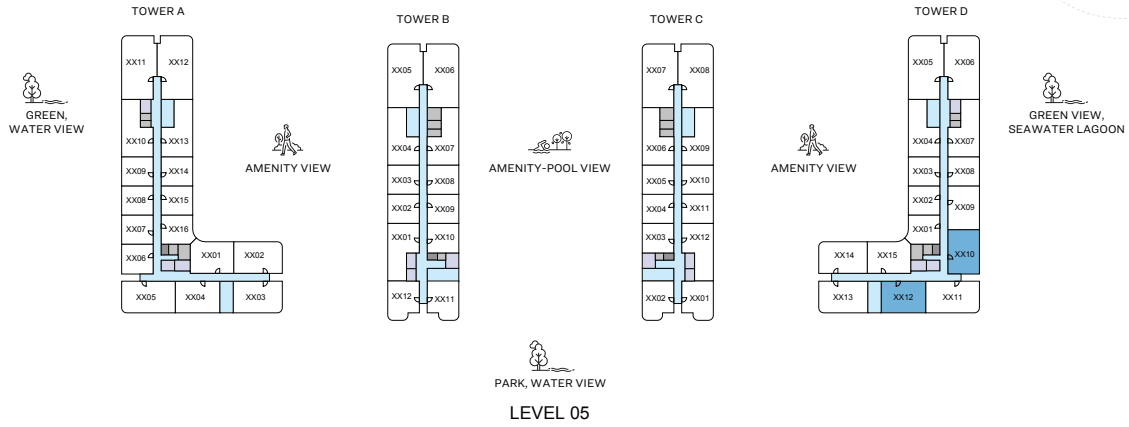 TOWER A
XX11
XX12
XX10
XX13
XX09
XX14
XX08
XX15
XX07
XX16
XX06
XX01
XX02
XX05
XX04
XX03
GREEN,
WATER VIEW
AMENITY VIEW
TOWER B
XX05
XX06
XX04
XX07
XX03
XX08
XX02
XX09
XX01
XX10
XX12
XX11
AMENITY-POOL VIEW
TOWER C
XX07
XX08
XX06
XX09
XX05
XX10
XX04
XX11
XX03
XX12
XX02
XX01
AMENITY VIEW
TOWER D
XX05
XX06
XX04
XX07
XX03
XX08
XX02
XX09
XX01
XX10
XX14
XX15
XX13
XX12
XX11
GREEN VIEW,
SEAWATER LAGOON
PARK, WATER VIEW
LEVEL 05